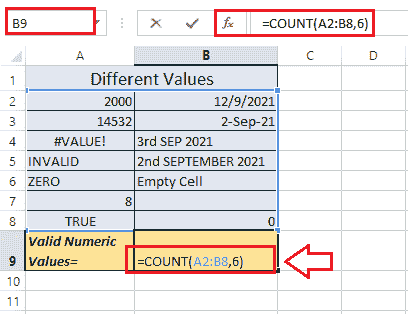 B9 fx =COUNT(A2:B8,6)
A B C D
1 Different Values
2 2000 12/9/2021
3 14532 2-Sep-21
4 #VALUE! 3rd SEP 2021
5 INVALID 2nd SEPTEMBER 2021
6 ZERO Empty Cell
7 8
8 TRUE 0
Valid Numeric
9 Values= =COUNT(A2:B8,6)
10
11